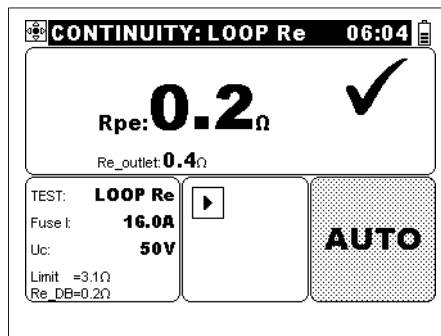 CONTINUITY: LOOP Re 06:04
Rpe: 0.2Ω
Re_outlet: 0.4Ω
TEST: LOOP Re
Fuse I: 16.0A
Uc: 50V
Limit =3.1Ω
Re_DB=0.2Ω
AUTO